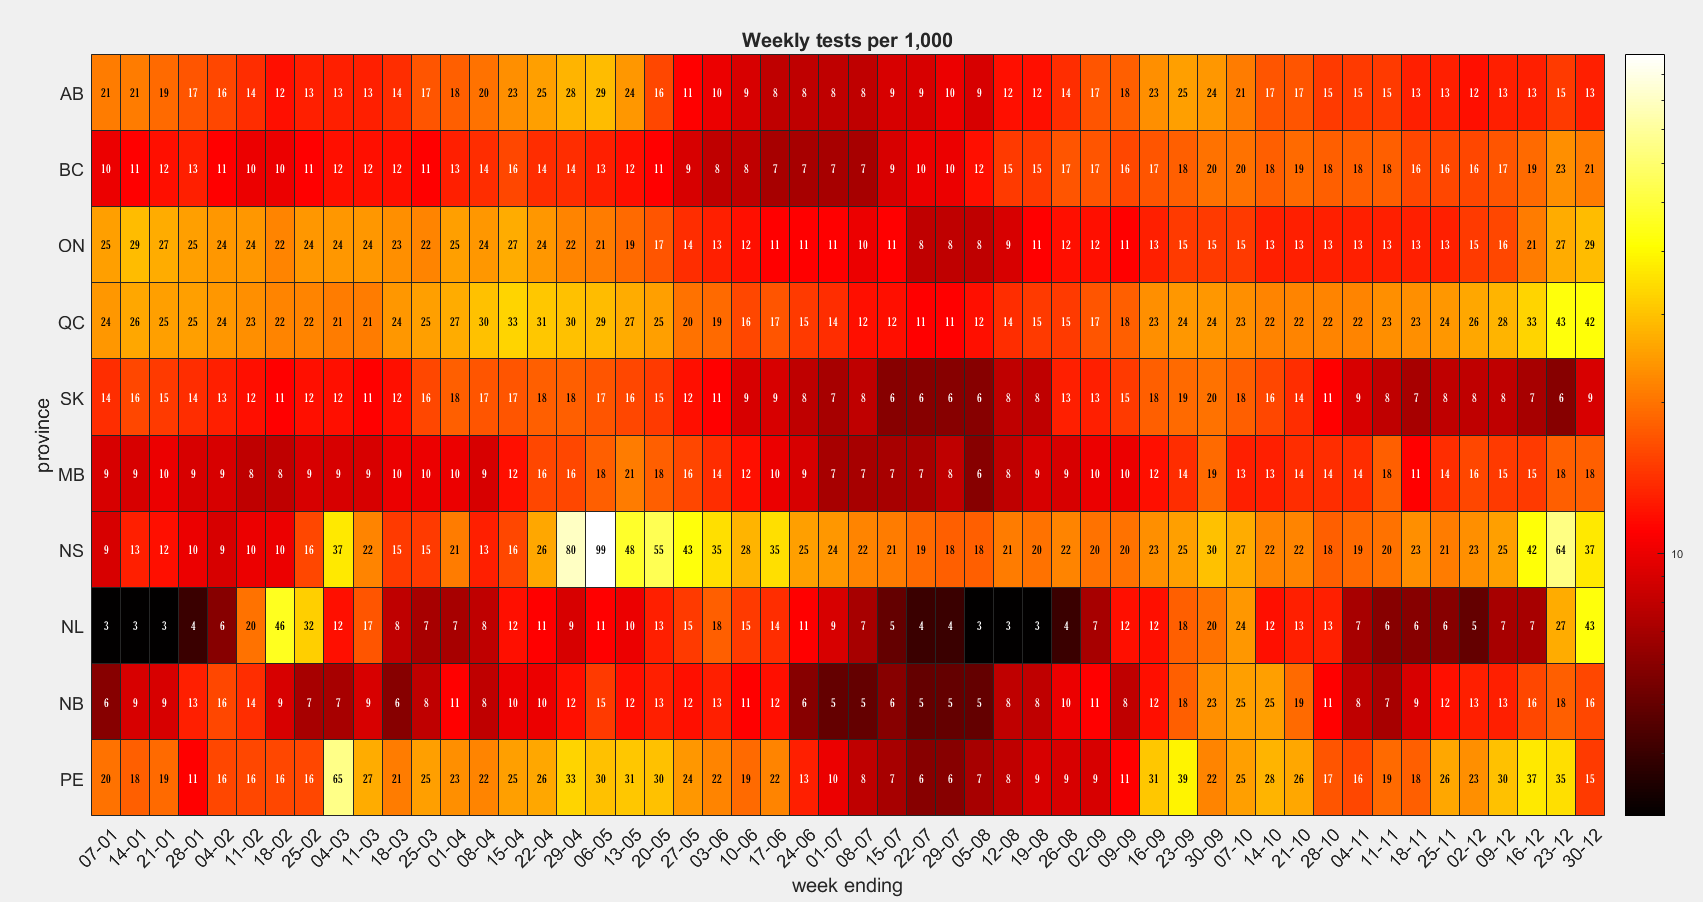 Weekly tests per 1,000
AB 21 21 19 17 16 14 12 13 13 13 14 17 18 20 23 25 28 29 24 16 11 10 9 8 8 8 8 9 9 10 9 12 12 14 17 18 23 25 24 21 17 17 15 15 15 13 13 12 13 13 15 13
BC 10 11 12 13 11 10 10 11 12 12 12 11 13 14 16 14 14 13 12 11 9 8 8 7 7 7 7 9 10 10 12 15 15 17 17 16 17 18 20 20 18 19 18 18 18 16 16 16 17 19 23 21
ON 25 29 27 25 24 24 22 24 24 24 23 22 25 24 27 24 22 21 19 17 14 13 12 11 11 11 10 11 8 8 8 9 11 12 12 11 13 15 15 15 13 13 13 13 13 13 13 15 16 21 27 29
QC 24 26 25 25 24 23 22 22 21 21 24 25 27 30 33 31 30 29 27 25 20 19 16 17 15 14 12 12 11 11 12 14 15 15 17 18 23 24 24 23 22 22 22 22 23 23 24 26 28 33 43 42
SK 14 16 15 14 13 12 11 12 12 11 12 16 18 17 17 18 18 17 16 15 12 11 9 9 8 7 8 6 6 6 6 8 8 13 13 15 18 19 20 18 16 14 11 9 8 7 8 8 8 7 6 9
MB 9 9 10 9 9 8 8 9 9 9 10 10 10 9 12 16 16 18 21 18 16 14 12 10 9 7 7 7 7 8 6 8 9 9 10 10 12 14 19 13 13 14 14 14 18 11 14 16 15 15 18 18
NS 9 13 12 10 9 10 10 16 37 22 15 15 21 13 16 26 80 99 48 55 43 35 28 35 25 24 22 21 19 18 18 21 20 22 20 20 23 25 30 27 22 22 18 19 20 23 21 23 25 42 64 37
NL 3 3 3 4 6 20 46 32 12 17 8 7 7 8 12 11 9 11 10 13 15 18 15 14 11 9 7 5 4 4 3 3 3 4 7 12 12 18 20 24 12 13 13 7 6 6 6 5 7 7 27 43
NB 6 9 9 13 16 14 9 7 7 9 6 8 11 8 10 10 12 15 12 13 12 13 11 12 6 5 5 6 5 5 5 8 8 10 11 8 12 18 23 25 25 19 11 8 7 9 12 13 13 16 18 16
PE 20 18 19 11 16 16 16 16 65 27 21 25 23 22 25 26 33 30 31 30 24 22 19 22 13 10 8 7 6 6 7 8 9 9 9 11 31 39 22 25 28 26 17 16 19 18 26 23 30 37 35 15
07-01 14-01 21-01 28-01 04-02 11-02 18-02 25-02 04-03 11-03 18-03 25-03 01-04 08-04 15-04 22-04 29-04 06-05 13-05 20-05 27-05 03-06 10-06 17-06 24-06 01-07 08-07 15-07 22-07 29-07 05-08 12-08 19-08 26-08 02-09 09-09 16-09 23-09 30-09 07-10 14-10 21-10 28-10 04-11 11-11 18-11 25-11 02-12 09-12 16-12 23-12 30-12
week ending
province
10